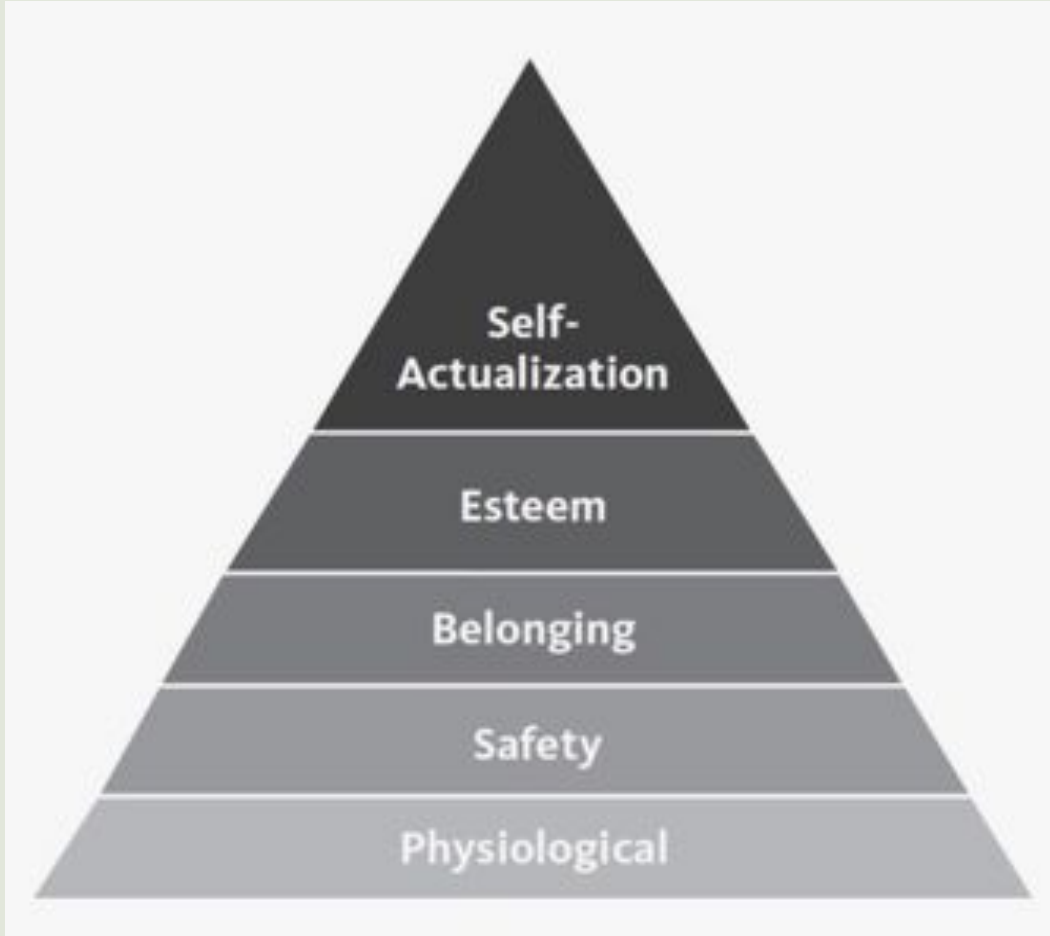 Self-
Actualization
Esteem
Belonging
Safety
Physiological